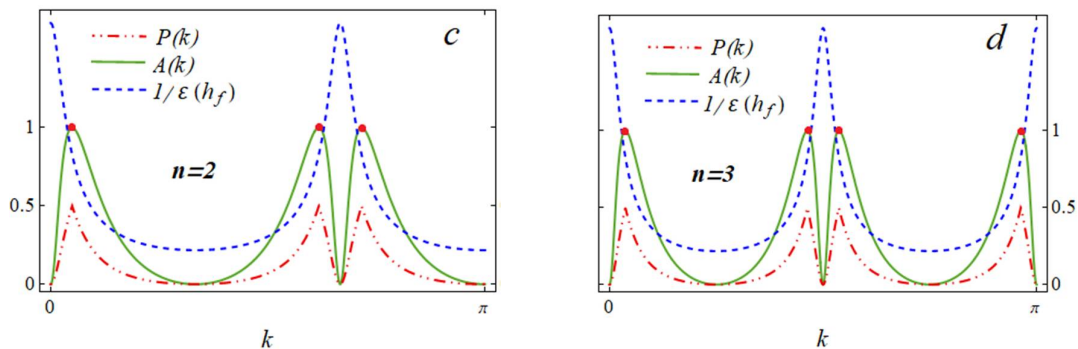 c
P(k)
A(k)
1/ε(h_f)
1
0.5
0
n=2
0
π
k
d
P(k)
A(k)
1/ε(h_f)
1
0.5
0
n=3
0
π
k